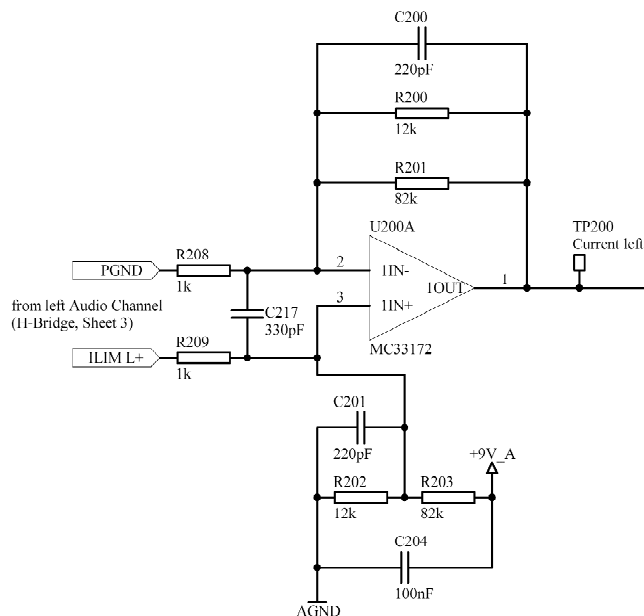 C200
220pF
R200
12k
R201
82k
U200A
TP200
Current left
R208
PGND
2
1IN-
1
1k
1OUT
from left Audio Channel
(H-Bridge, Sheet 3)
C217
330pF
3
1IN+
R209
ILIM L+
1k
MC33172
C201
220pF
+9V_A
R202
R203
12k
82k
C204
100nF
AGND